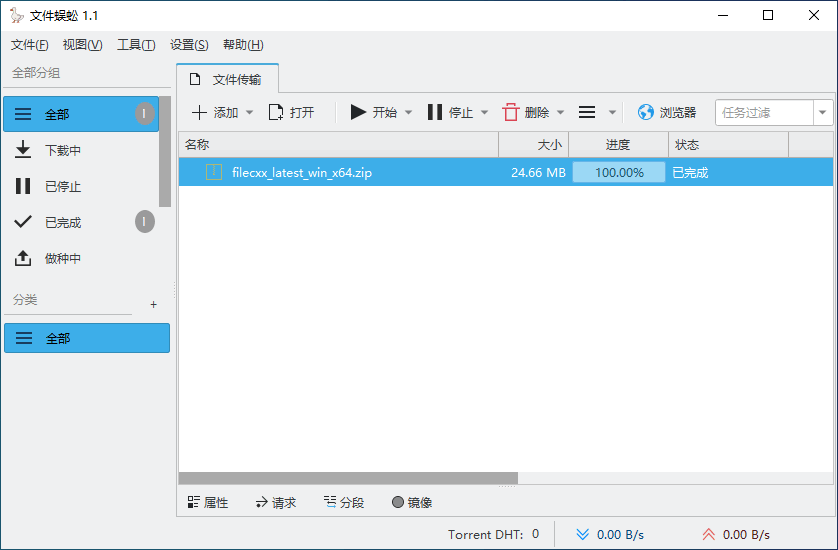 文件蜈蚣 1.1
文件(F) 视图(V) 工具(T) 设置(S) 帮助(H)
全部分组
全部 1
下载中
已停止
已完成 1
做种中
分类 +
全部
文件传输
添加 打开 开始 停止 删除 浏览器 任务过滤
名称 大小 进度 状态
filecxx_latest_win_x64.zip 24.66 MB 100.00% 已完成
属性 请求 分段 镜像
Torrent DHT: 0 0.00 B/s 0.00 B/s